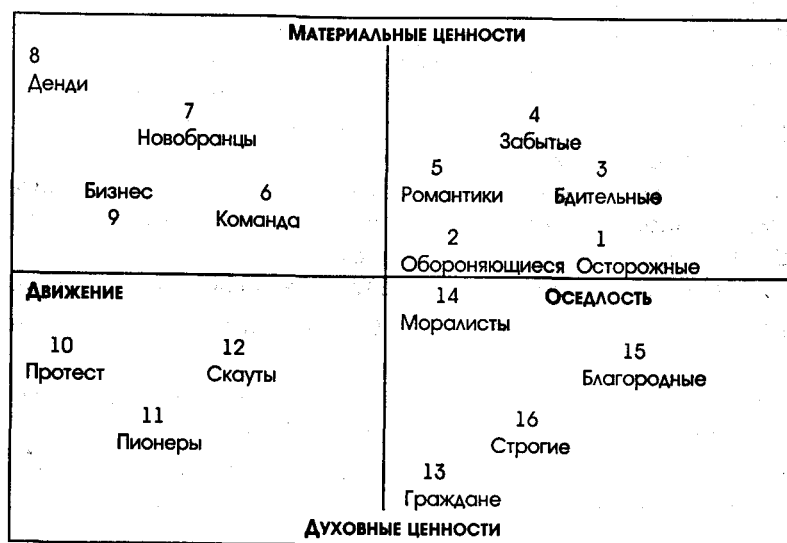 МАТЕРИАЛЬНЫЕ ЦЕННОСТИ
8
Денди
7
Новобранцы
4
Забытые
5
Романтики
3
Бдительные
Бизнес
9
6
Команда
2
Обороняющиеся
1
Осторожные
ДВИЖЕНИЕ
ОСЕДЛОСТЬ
14
Моралисты
10
Протест
12
Скауты
15
Благородные
11
Пионеры
16
Строгие
13
Граждане
ДУХОВНЫЕ ЦЕННОСТИ